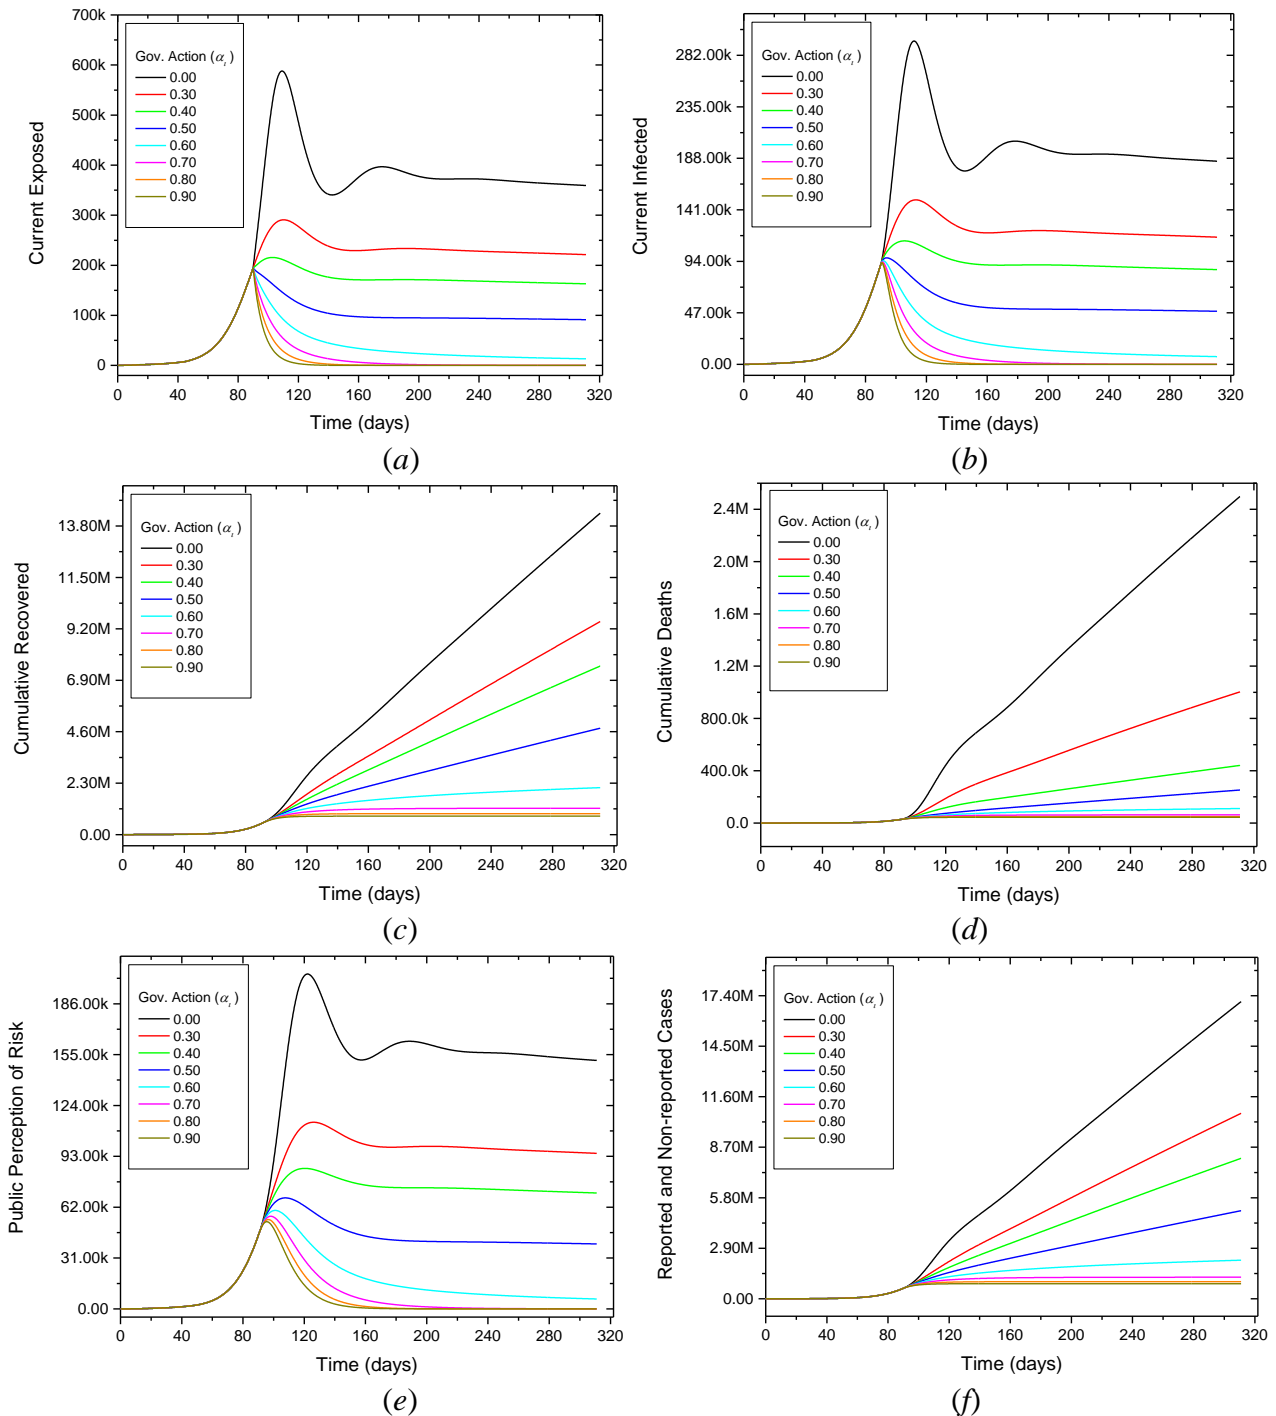 700k
600k
500k
400k
300k
200k
100k
0
Current Exposed
Gov. Action (αᵢ)
0.00
0.30
0.40
0.50
0.60
0.70
0.80
0.90
0 40 80 120 160 200 240 280 320
Time (days)
(a)
282.00k
235.00k
188.00k
141.00k
94.00k
47.00k
0.00
Current Infected
Gov. Action (αᵢ)
0.00
0.30
0.40
0.50
0.60
0.70
0.80
0.90
0 40 80 120 160 200 240 280 320
Time (days)
(b)
13.80M
11.50M
9.20M
6.90M
4.60M
2.30M
0.00
Cumulative Recovered
Gov. Action (αᵢ)
0.00
0.30
0.40
0.50
0.60
0.70
0.80
0.90
0 40 80 120 160 200 240 280 320
Time (days)
(c)
2.4M
2.0M
1.6M
1.2M
800.0k
400.0k
0.0
Cumulative Deaths
Gov. Action (αᵢ)
0.00
0.30
0.40
0.50
0.60
0.70
0.80
0.90
0 40 80 120 160 200 240 280 320
Time (days)
(d)
186.00k
155.00k
124.00k
93.00k
62.00k
31.00k
0.00
Public Perception of Risk
Gov. Action (αᵢ)
0.00
0.30
0.40
0.50
0.60
0.70
0.80
0.90
0 40 80 120 160 200 240 280 320
Time (days)
(e)
17.40M
14.50M
11.60M
8.70M
5.80M
2.90M
0.00
Reported and Non-reported Cases
Gov. Action (αᵢ)
0.00
0.30
0.40
0.50
0.60
0.70
0.80
0.90
0 40 80 120 160 200 240 280 320
Time (days)
(f)